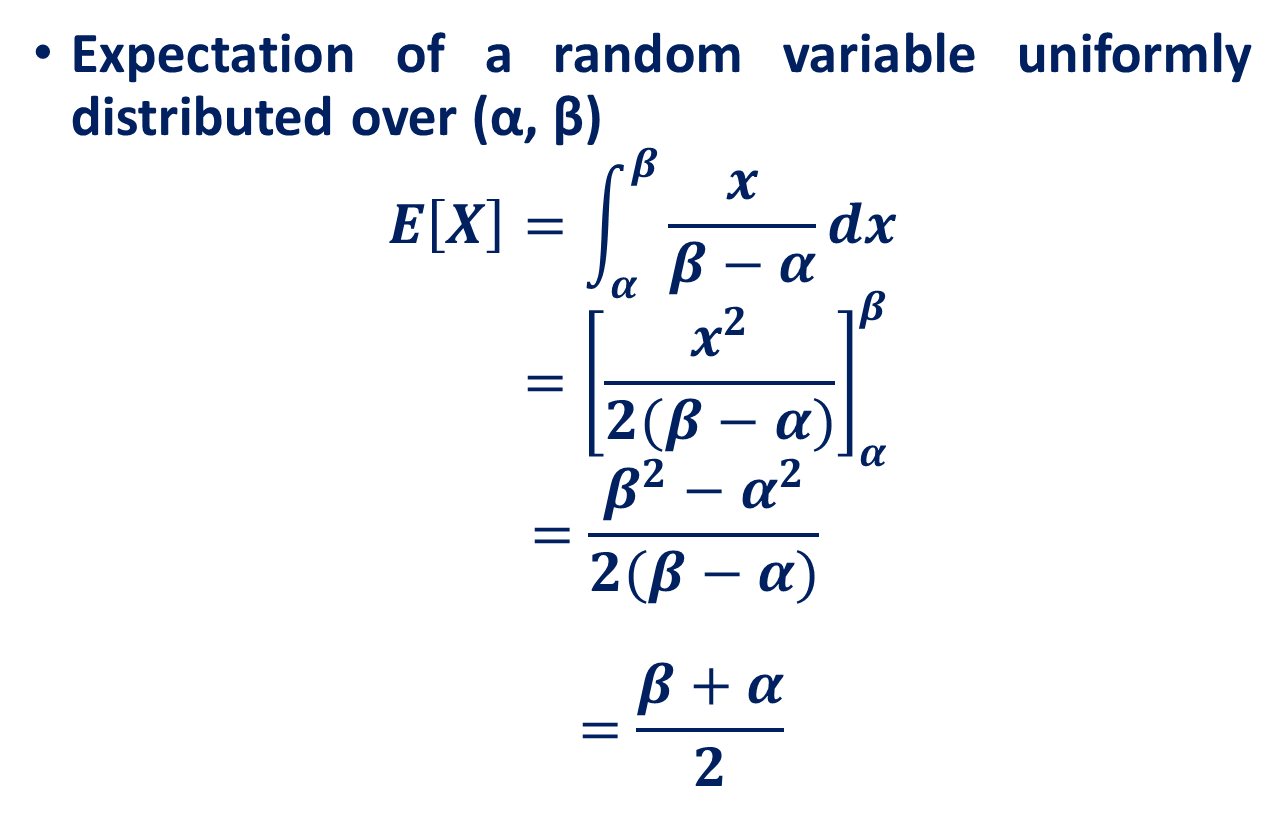 • Expectation of a random variable uniformly
distributed over (α, β)
E[X] = ∫_α^β x/(β − α) dx
= [x²/(2(β − α))]_α^β
= (β² − α²)/(2(β − α))
= (β + α)/2